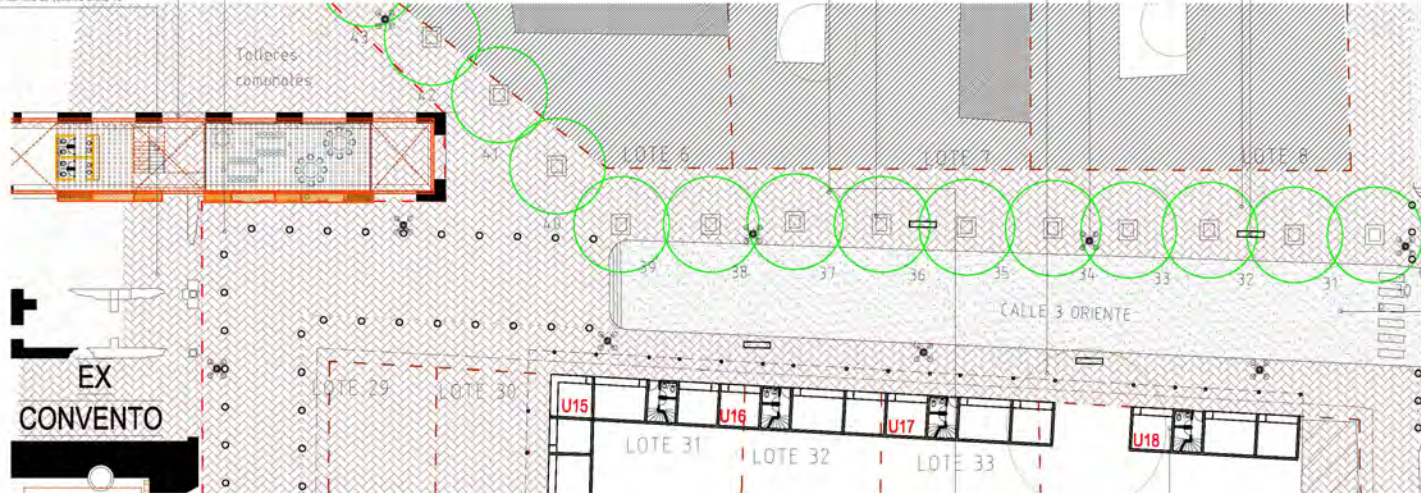 43
Talleres
comunales
42
41
LOTE 6
LOTE 7
LOTE 8
40
39
38
37
36
35
34
33
32
31
30
CALLE 3 ORIENTE
EX
CONVENTO
LOTE 29
LOTE 30
U15
U16
U17
U18
LOTE 31
LOTE 32
LOTE 33